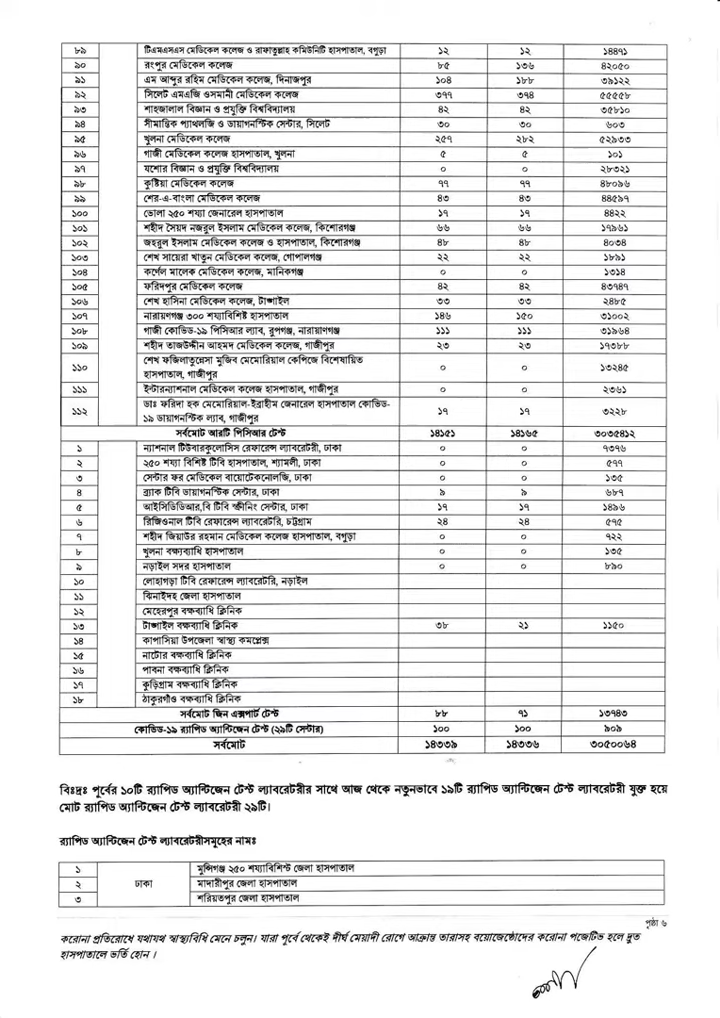 ৮৯ টিএমএসএস মেডিকেল কলেজ ও রাফাতুল্লাহ কমিউনিটি হাসপাতাল, বগুড়া ১২ ১২ ১৪৪৭১
৯০ রংপুর মেডিকেল কলেজ ৮৫ ১৩৬ ৪২০৫০
৯১ এম আব্দুর রহিম মেডিকেল কলেজ, দিনাজপুর ১০৪ ১৮৮ ৩৯১২২
৯২ সিলেট এমএজি ওসমানী মেডিকেল কলেজ ৩৭৭ ৩৭৪ ৫৫৫৫৮
৯৩ শাহজালাল বিজ্ঞান ও প্রযুক্তি বিশ্ববিদ্যালয় ৪২ ৪২ ৩৫৮১০
৯৪ সীমান্তিক প্যাথলজি ও ডায়াগনস্টিক সেন্টার, সিলেট ৩০ ৩০ ৬০৩
৯৫ খুলনা মেডিকেল কলেজ ২৫৭ ২৮২ ৫২৯৩৩
৯৬ গাজী মেডিকেল কলেজ হাসপাতাল, খুলনা ৫ ৫ ১০১
৯৭ যশোর বিজ্ঞান ও প্রযুক্তি বিশ্ববিদ্যালয় ০ ০ ২৮৩২১
৯৮ কুষ্টিয়া মেডিকেল কলেজ ৭৭ ৭৭ ৪৮০৯৬
৯৯ শের-এ-বাংলা মেডিকেল কলেজ ৪৩ ৪৩ ৪৪৫৯৭
১০০ ভোলা ২৫০ শয্যা জেনারেল হাসপাতাল ১৭ ১৭ ৪৪২২
১০১ শহীদ সৈয়দ নজরুল ইসলাম মেডিকেল কলেজ, কিশোরগঞ্জ ৬৬ ৬৬ ১৭৯৬১
১০২ জহুরুল ইসলাম মেডিকেল কলেজ ও হাসপাতাল, কিশোরগঞ্জ ৪৮ ৪৮ ৪০৩৪
১০৩ শেখ সায়েরা খাতুন মেডিকেল কলেজ, গোপালগঞ্জ ২২ ২২ ১৮৯১
১০৪ কর্ণেল মালেক মেডিকেল কলেজ, মানিকগঞ্জ ০ ০ ১৩১৪
১০৫ ফরিদপুর মেডিকেল কলেজ ৪২ ৪২ ৪৩৭৪৭
১০৬ শেখ হাসিনা মেডিকেল কলেজ, টাঙ্গাইল ৩৩ ৩৩ ২৪৮৫
১০৭ নারায়ণগঞ্জ ৩০০ শয্যাবিশিষ্ট হাসপাতাল ১৪৬ ১৫০ ৩১০০২
১০৮ গাজী কোভিড-১৯ পিসিআর ল্যাব, রুপগঞ্জ, নারায়ণগঞ্জ ১১১ ১১১ ৩১৯৬৪
১০৯ শহীদ তাজউদ্দীন আহমদ মেডিকেল কলেজ, গাজীপুর ২৩ ২৩ ১৭৩৮৮
১১০ শেখ ফজিলাতুন্নেসা মুজিব মেমোরিয়াল কেপিজে বিশেষায়িত
হাসপাতাল, গাজীপুর ০ ০ ১৩২৪৫
১১১ ইন্টারন্যাশনাল মেডিকেল কলেজ হাসপাতাল, গাজীপুর ০ ০ ২৩৬১
১১২ ডাঃ ফরিদা হক মেমোরিয়াল-ইব্রাহীম জেনারেল হাসপাতাল কোভিড-
১৯ ডায়াগনস্টিক ল্যাব, গাজীপুর ১৭ ১৭ ৩২২৮
সর্বমোট আরটি পিসিআর টেস্ট ১৪১৫১ ১৪১৬৫ ৩০৩৫৪১২
১ ন্যাশনাল টিউবারকুলোসিস রেফারেন্স ল্যাবরেটরী, ঢাকা ০ ০ ৭৩৭৬
২ ২৫০ শয্যা বিশিষ্ট টিবি হাসপাতাল, শ্যামলী, ঢাকা ০ ০ ৫৭৭
৩ সেন্টার ফর মেডিকেল বায়োটেকনোলজি, ঢাকা ০ ০ ১৩৫
৪ ব্র্যাক টিবি ডায়াগনস্টিক সেন্টার, ঢাকা ৯ ৯ ৬৮৭
৫ আইসিডিডিআর,বি টিবি স্ক্রীনিং সেন্টার, ঢাকা ১৭ ১৭ ১৪৯৬
৬ রিজিওনাল টিবি রেফারেন্স ল্যাবরেটরি, চট্টগ্রাম ২৪ ২৪ ৫৭৫
৭ শহীদ জিয়াউর রহমান মেডিকেল কলেজ হাসপাতাল, বগুড়া ০ ০ ৭২২
৮ খুলনা বক্ষ্যব্যাধি হাসপাতাল ০ ০ ১৩৫
৯ নড়াইল সদর হাসপাতাল ০ ০ ৮৯০
১০ লোহাগড়া টিবি রেফারেন্স ল্যাবরেটরি, নড়াইল
১১ ঝিনাইদহ জেলা হাসপাতাল
১২ মেহেরপুর বক্ষব্যাধি ক্লিনিক
১৩ টাঙ্গাইল বক্ষব্যাধি ক্লিনিক ৩৮ ২১ ১১৫০
১৪ কাপাসিয়া উপজেলা স্বাস্থ্য কমপ্লেক্স
১৫ নাটোর বক্ষব্যাধি ক্লিনিক
১৬ পাবনা বক্ষব্যাধি ক্লিনিক
১৭ কুড়িগ্রাম বক্ষব্যাধি ক্লিনিক
১৮ ঠাকুরগাঁও বক্ষব্যাধি ক্লিনিক
সর্বমোট জিন এক্সপার্ট টেস্ট ৮৮ ৭১ ১৩৭৪৩
কোভিড-১৯ র‍্যাপিড অ্যান্টিজেন টেস্ট (২৯টি সেন্টার) ১০০ ১০০ ৯০৯
সর্বমোট ১৪৩৩৯ ১৪৩৩৬ ৩০৫০০৬৪
বিঃদ্রঃ পূর্বের ১০টি র‍্যাপিড অ্যান্টিজেন টেস্ট ল্যাবরেটরীর সাথে আজ থেকে নতুনভাবে ১৯টি র‍্যাপিড অ্যান্টিজেন টেস্ট ল্যাবরেটরী যুক্ত হয়ে
মোট র‍্যাপিড অ্যান্টিজেন টেস্ট ল্যাবরেটরী ২৯টি।
র‍্যাপিড অ্যান্টিজেন টেস্ট ল্যাবরেটরীসমূহের নামঃ
১ মুন্সিগঞ্জ ২৫০ শয্যাবিশিস্ট জেলা হাসপাতাল
২ ঢাকা মাদারীপুর জেলা হাসপাতাল
৩ শরিয়তপুর জেলা হাসপাতাল
পৃষ্ঠা ৬
করোনা প্রতিরোধে যথাযথ স্বাস্থ্যবিধি মেনে চলুন। যারা পূর্বে থেকেই দীর্ঘ মেয়াদী রোগে আক্রান্ত তারাসহ বয়োজেষ্ঠোদের করোনা পজেটিভ হলে দ্রুত
হাসপাতালে ভর্তি হোন ।